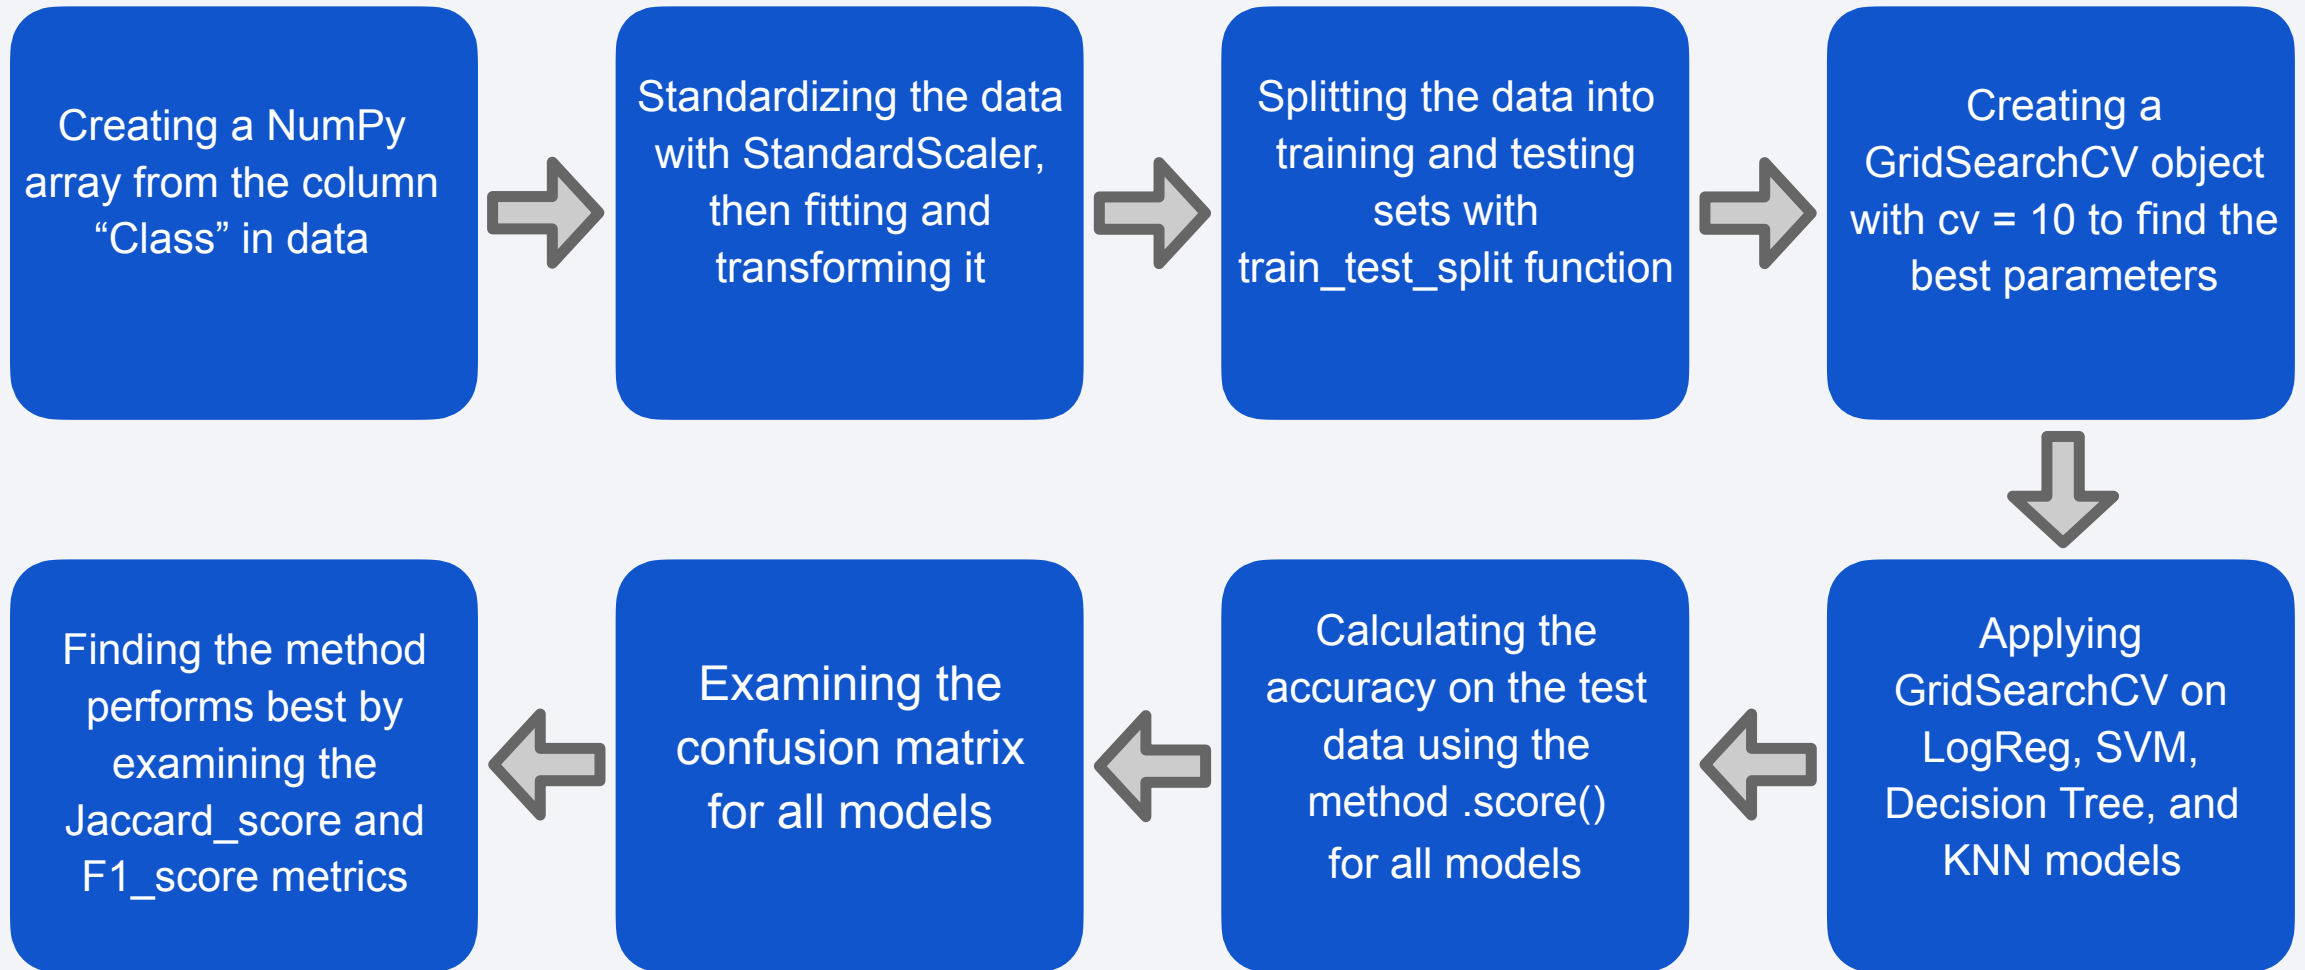 Creating a NumPy
array from the column
“Class” in data
Standardizing the data
with StandardScaler,
then fitting and
transforming it
Splitting the data into
training and testing
sets with
train_test_split function
Creating a
GridSearchCV object
with cv = 10 to find the
best parameters
Applying
GridSearchCV on
LogReg, SVM,
Decision Tree, and
KNN models
Calculating the
accuracy on the test
data using the
method .score()
for all models
Examining the
confusion matrix
for all models
Finding the method
performs best by
examining the
Jaccard_score and
F1_score metrics